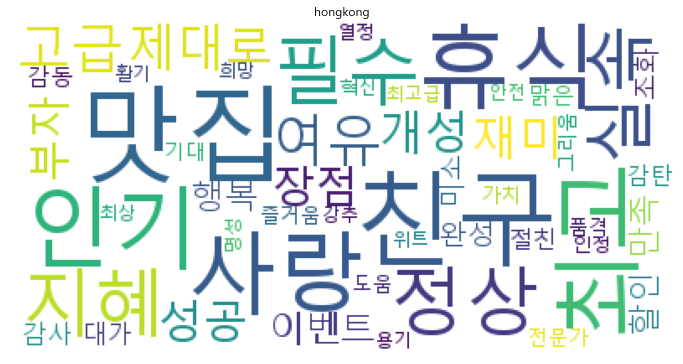 hongkong
고급
제대로
필수
휴식
실속
열정
조화
감동
활기
희망
혁신
최고급
안전
맑은
부자
맛집
여유
개성
재미
그리움
기대
장점
미소
감탄
인기
행복
친구
최고
최상
사랑
명성
즐거움
강추
가치
위트
완성
절친
품격
인정
만족
할인
지혜
성공
도움
정상
감사
대가
이벤트
용기
전문가